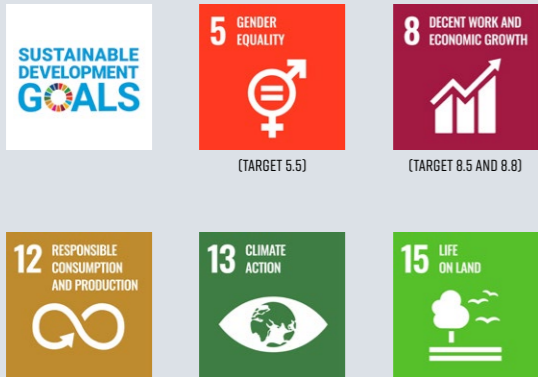 SUSTAINABLE
DEVELOPMENT
GOALS
5 GENDER
EQUALITY
(TARGET 5.5)
8 DECENT WORK AND
ECONOMIC GROWTH
(TARGET 8.5 AND 8.8)
12 RESPONSIBLE
CONSUMPTION
AND PRODUCTION
13 CLIMATE
ACTION
15 LIFE
ON LAND